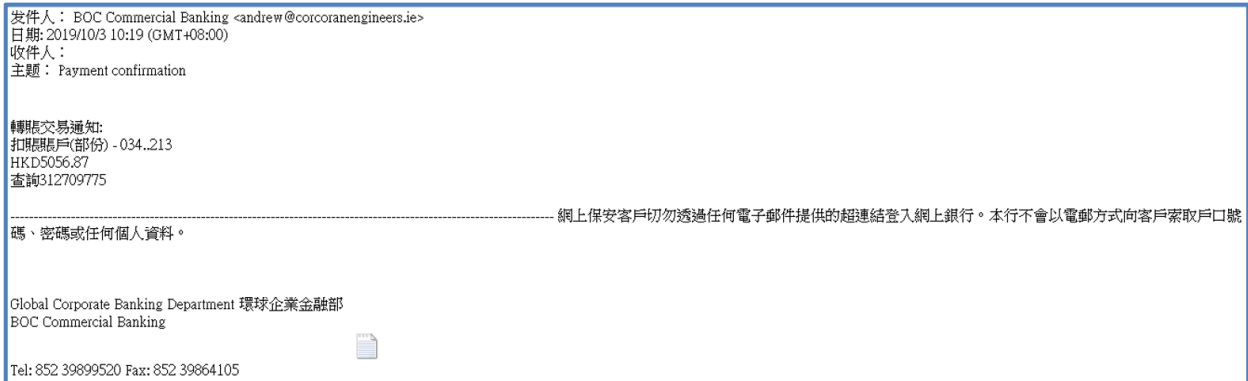 发件人： BOC Commercial Banking <andrew@corcoranengineers.ie>
日期: 2019/10/3 10:19 (GMT+08:00)
收件人：
主题： Payment confirmation
轉賬交易通知:
扣賬賬戶(部份) - 034..213
HKD5056.87
查詢312709775
---------------------------------------------------------------------------------------------------------------------- 網上保安客戶切勿透過任何電子郵件提供的超連結登入網上銀行。本行不會以電郵方式向客戶索取戶口號
碼、密碼或任何個人資料。
Global Corporate Banking Department 環球企業金融部
BOC Commercial Banking
Tel: 852 39899520 Fax: 852 39864105